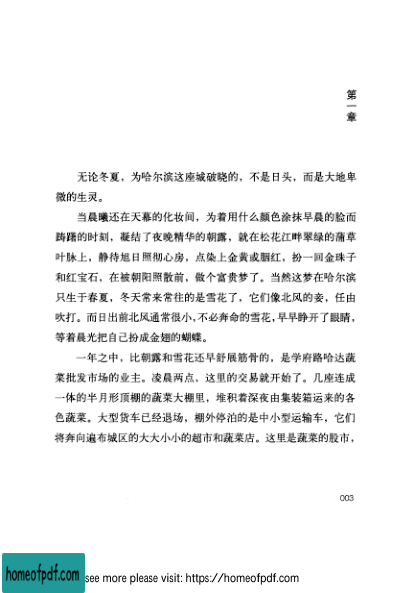 第一章
无论冬夏，为哈尔滨这座城破晓的，不是日头，而是大地卑
微的生灵。
当晨曦还在天幕的化妆间，为着用什么颜色涂抹早晨的脸而
踌躇的时刻，凝结了夜晚精华的朝露，就在松花江畔翠绿的蒲草
叶脉上，静待旭日照彻心房，点染上金黄或胭红，扮一回金珠子
和红宝石，在被朝阳照散前，做个富贵梦了。当然这梦在哈尔滨
只生于春夏，冬天常来常往的是雪花了，它们像北风的妾，任由
吹打。而日出前北风通常很小，不必奔命的雪花，早早睁开了眼睛，
等着晨光把自己扮成金翅的蝴蝶。
一年之中，比朝露和雪花还早舒展筋骨的，是学府路哈达蔬
菜批发市场的业主。凌晨两点，这里的交易就开始了。几座连成
一体的半月形顶棚的蔬菜大棚里，堆积着深夜由集装箱运来的各
色蔬菜。大型货车已经退场，棚外停泊的是中小型运输车，它们
将奔向遍布城区的大大小小的超市和蔬菜店。这里是蔬菜的股市，
003
homeofpdf.com
see more please visit: https://homeofpdf.com